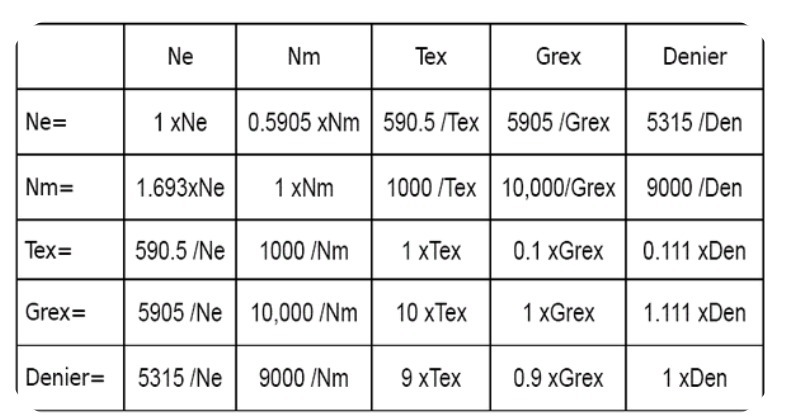 Ne Nm Tex Grex Denier
Ne= 1 xNe 0.5905 xNm 590.5 /Tex 5905 /Grex 5315 /Den
Nm= 1.693xNe 1 xNm 1000 /Tex 10,000/Grex 9000 /Den
Tex= 590.5 /Ne 1000 /Nm 1 xTex 0.1 xGrex 0.111 xDen
Grex= 5905 /Ne 10,000 /Nm 10 xTex 1 xGrex 1.111 xDen
Denier= 5315 /Ne 9000 /Nm 9 xTex 0.9 xGrex 1 xDen